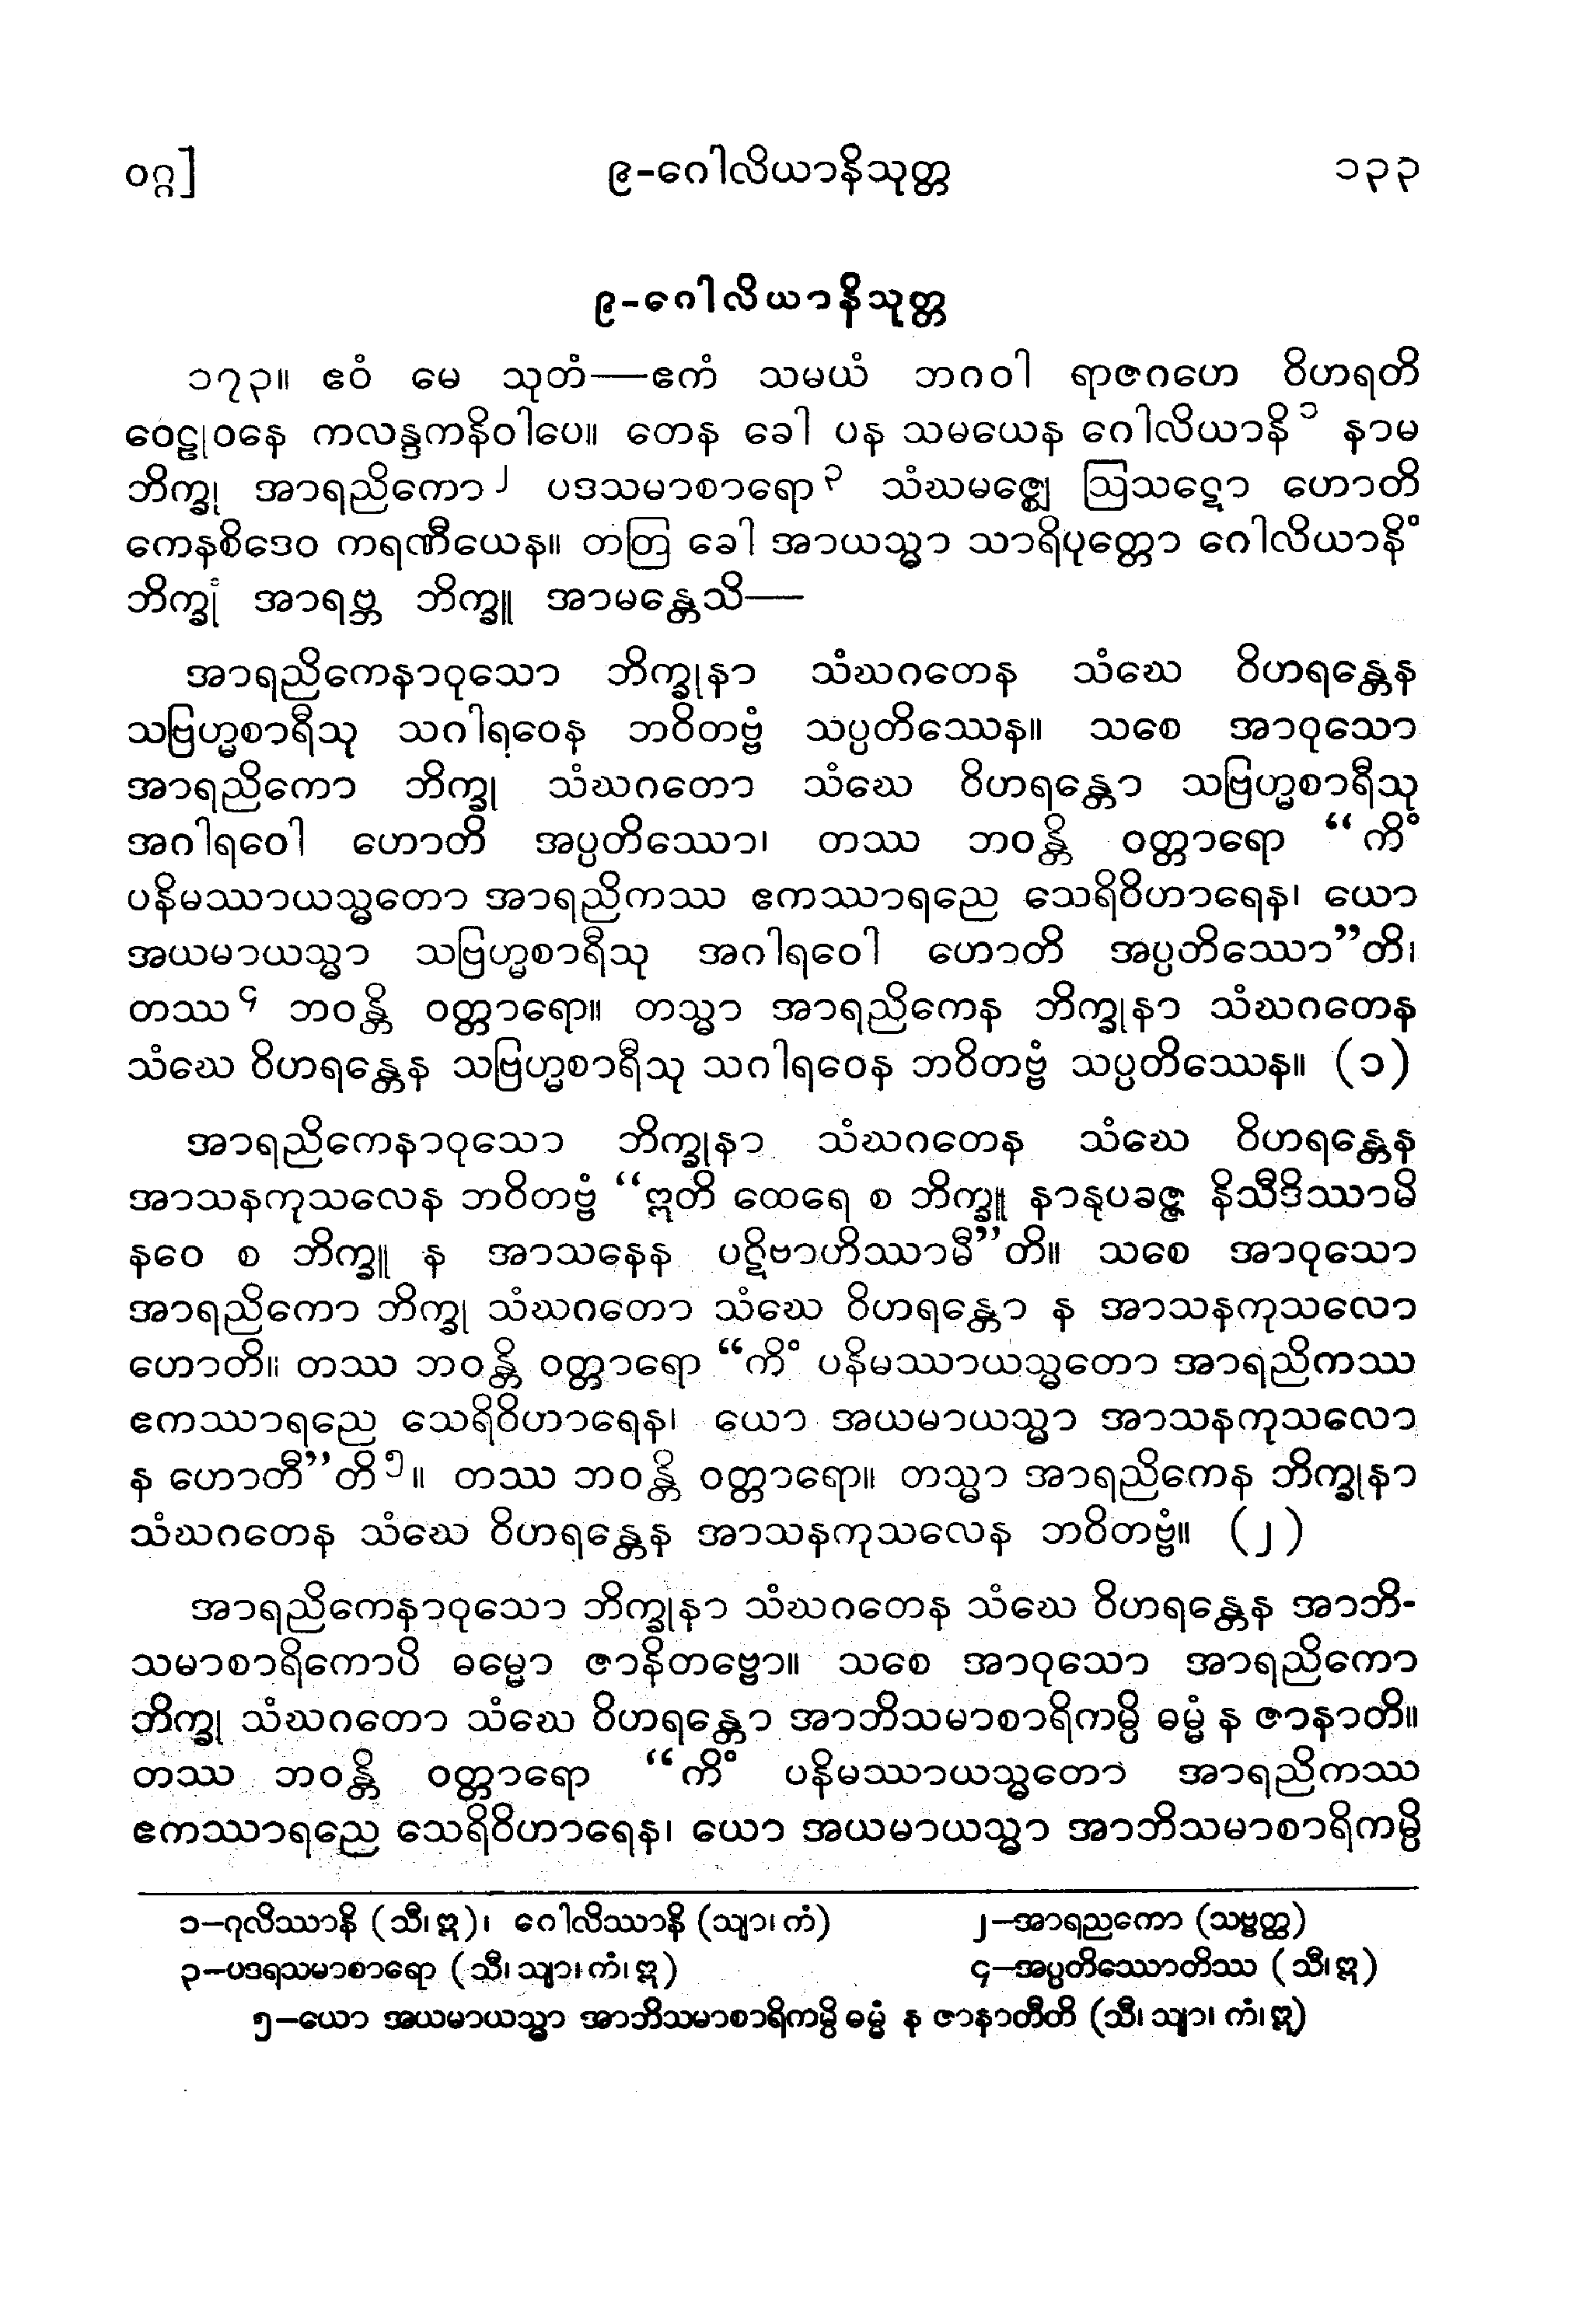 ဝဂ္ဂ]
၉-ဂေါလိယာနိသုတ္တ
၁၃၃
၉-ဂေါလိယာနိသုတ္တ
၁၇၃။ ဧဝံ မေ သုတံ—ဧကံ သမယံ ဘဂဝါ ရာဇဂဟေ ဝိဟရတိ
ဝေဠုဝနေ ကလန္ဒကနိဝါပေ။ တေန ခေါ ပန သမယေန ဂေါလိယာနိ ၁ နာမ
ဘိက္ခု အာရညိကော ၂ ပဒသမာစာရော ၃ သံဃမဇ္ဈေ ဩသဋော ဟောတိ
ကေနစိဒေဝ ကရဏီယေန။ တတြ ခေါ အာယသ္မာ သာရိပုတ္တော ဂေါလိယာနိံ
ဘိက္ခုံ အာရဗ္ဘ ဘိက္ခူ အာမန္တေသိ—
အာရညိကေနာဝုသော ဘိက္ခုနာ သံဃဂတေန သံဃေ ဝိဟရန္တေန
သဗြဟ္မစာရီသု သဂါရဝေန ဘဝိတဗ္ဗံ သပ္ပတိဿေန။ သစေ အာဝုသော
အာရညိကော ဘိက္ခု သံဃဂတော သံဃေ ဝိဟရန္တော သဗြဟ္မစာရီသု
အဂါရဝေါ ဟောတိ အပ္ပတိဿော၊ တဿ ဘဝန္တိ ဝတ္တာရော “ကိံ
ပနိမဿာယသ္မတော အာရညိကဿ ဧကဿာရညေ သေရိဝိဟာရေန၊ ယော
အယမာယသ္မာ သဗြဟ္မစာရီသု အဂါရဝေါ ဟောတိ အပ္ပတိဿော”တိ၊
တဿ ၄ ဘဝန္တိ ဝတ္တာရော။ တသ္မာ အာရညိကေန ဘိက္ခုနာ သံဃဂတေန
သံဃေ ဝိဟရန္တေန သဗြဟ္မစာရီသု သဂါရဝေန ဘဝိတဗ္ဗံ သပ္ပတိဿေန။ (၁)
အာရညိကေနာဝုသော ဘိက္ခုနာ သံဃဂတေန သံဃေ ဝိဟရန္တေန
အာသနကုသလေန ဘဝိတဗ္ဗံ “ဣတိ ထေရေ စ ဘိက္ခူ နာနုပခဇ္ဇ နိသီဒိဿာမိ
နဝေ စ ဘိက္ခူ န အာသနေန ပဋိဗာဟိဿာမီ”တိ။ သစေ အာဝုသော
အာရညိကော ဘိက္ခု သံဃဂတော သံဃေ ဝိဟရန္တော န အာသနကုသလော
ဟောတိ။ တဿ ဘဝန္တိ ဝတ္တာရော “ကိံ ပနိမဿာယသ္မတော အာရညိကဿ
ဧကဿာရညေ သေရိဝိဟာရေန၊ ယော အယမာယသ္မာ အာသနကုသလော
န ဟောတီ”တိ ၅။ တဿ ဘဝန္တိ ဝတ္တာရော။ တသ္မာ အာရညိကေန ဘိက္ခုနာ
သံဃဂတေန သံဃေ ဝိဟရန္တေန အာသနကုသလေန ဘဝိတဗ္ဗံ။ (၂)
အာရညိကေနာဝုသော ဘိက္ခုနာ သံဃဂတေန သံဃေ ဝိဟရန္တေန အာဘိ-
သမာစာရိကောပိ ဓမ္မော ဇာနိတဗ္ဗော။ သစေ အာဝုသော အာရညိကော
ဘိက္ခု သံဃဂတော သံဃေ ဝိဟရန္တော အာဘိသမာစာရိကမ္ပိ ဓမ္မံ န ဇာနာတိ။
တဿ ဘဝန္တိ ဝတ္တာရော “ကိံ ပနိမဿာယသ္မတော အာရညိကဿ
ဧကဿာရညေ သေရိဝိဟာရေန၊ ယော အယမာယသ္မာ အာဘိသမာစာရိကမ္ပိ
၁—ဂုလိဿာနိ (သီ၊ ဣ)၊ ဂေါလိဿာနိ (သျာ၊ ကံ)
၂—အာရညကော (သဗ္ဗတ္ထ)
၃—ပဒရသမာစာရော (သီ၊ သျာ၊ ကံ၊ ဣ)
၄—အပ္ပတိဿောတိဿ (သီ၊ ဣ)
၅—ယော အယမာယသ္မာ အာဘိသမာစာရိကမ္ပိ ဓမ္မံ န ဇာနာတီတိ (သီ၊ သျာ၊ ကံ၊ ဣ)